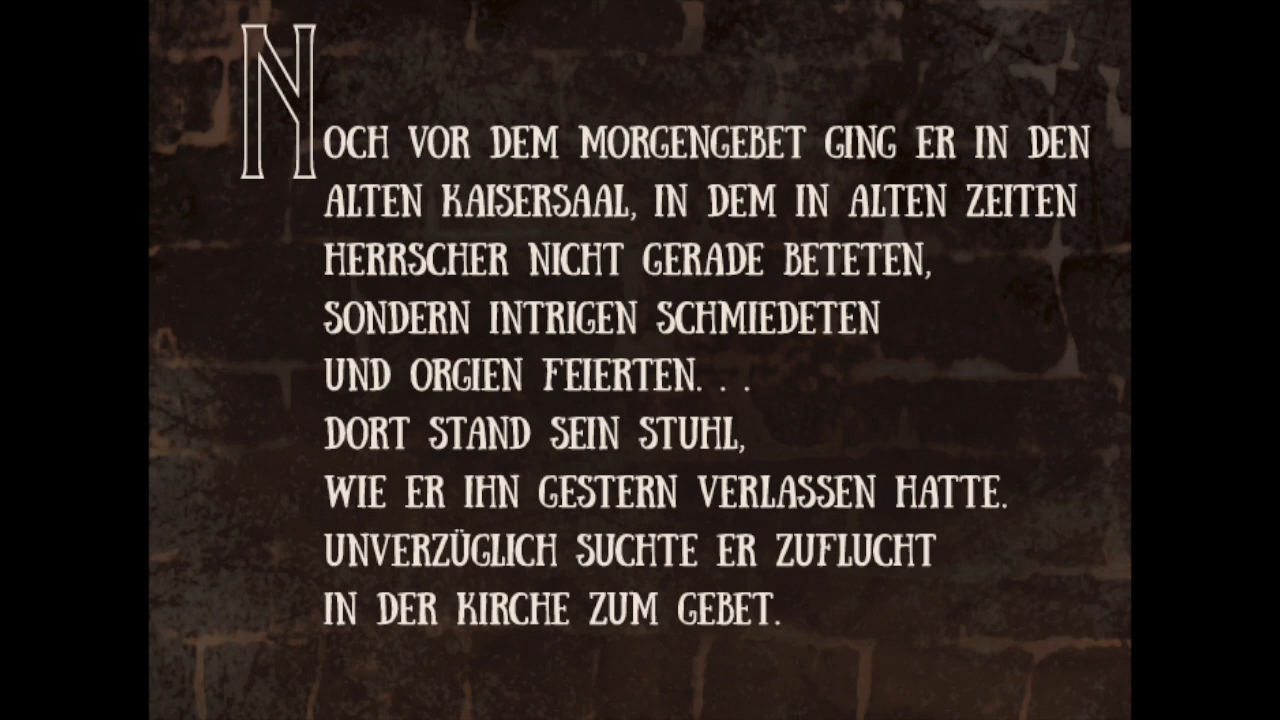 NOCH VOR DEM MORGENGEBET GING ER IN DEN
ALTEN KAISERSAAL, IN DEM IN ALTEN ZEITEN
HERRSCHER NICHT GERADE BETETEN,
SONDERN INTRIGEN SCHMIEDETEN
UND ORGIEN FEIERTEN. . .
DORT STAND SEIN STUHL,
WIE ER IHN GESTERN VERLASSEN HATTE.
UNVERZÜGLICH SUCHTE ER ZUFLUCHT
IN DER KIRCHE ZUM GEBET.